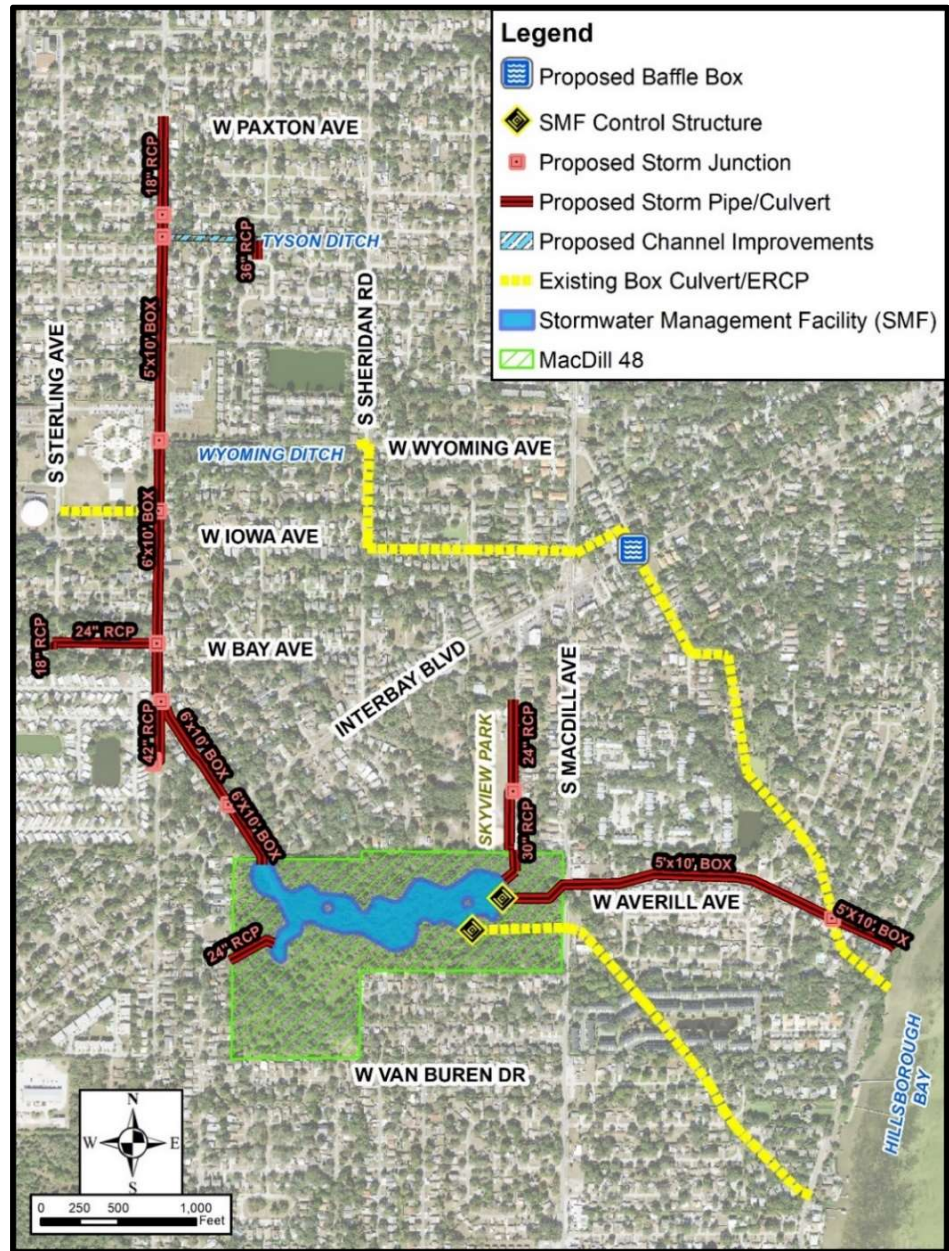 Legend
Proposed Baffle Box
SMF Control Structure
Proposed Storm Junction
Proposed Storm Pipe/Culvert
Proposed Channel Improvements
Existing Box Culvert/ERCP
Stormwater Management Facility (SMF)
MacDill 48
W PAXTON AVE
18" RCP
36" RCP
TYSON DITCH
5'x10', BOX
S STERLING AVE
S SHERIDAN RD
WYOMING DITCH
W WYOMING AVE
6'x10', BOX
W IOWA AVE
18" RCP
24" RCP
W BAY AVE
INTERBAY BLVD
S MACDILL AVE
42" RCP
6'x10', BOX
6'X10', BOX
SKYVIEW PARK
24" RCP
30" RCP
5'x10', BOX
W AVERILL AVE
5'X10', BOX
24" RCP
W VAN BUREN DR
HILLSBOROUGH
BAY
N
W
E
S
0 250 500 1,000
Feet